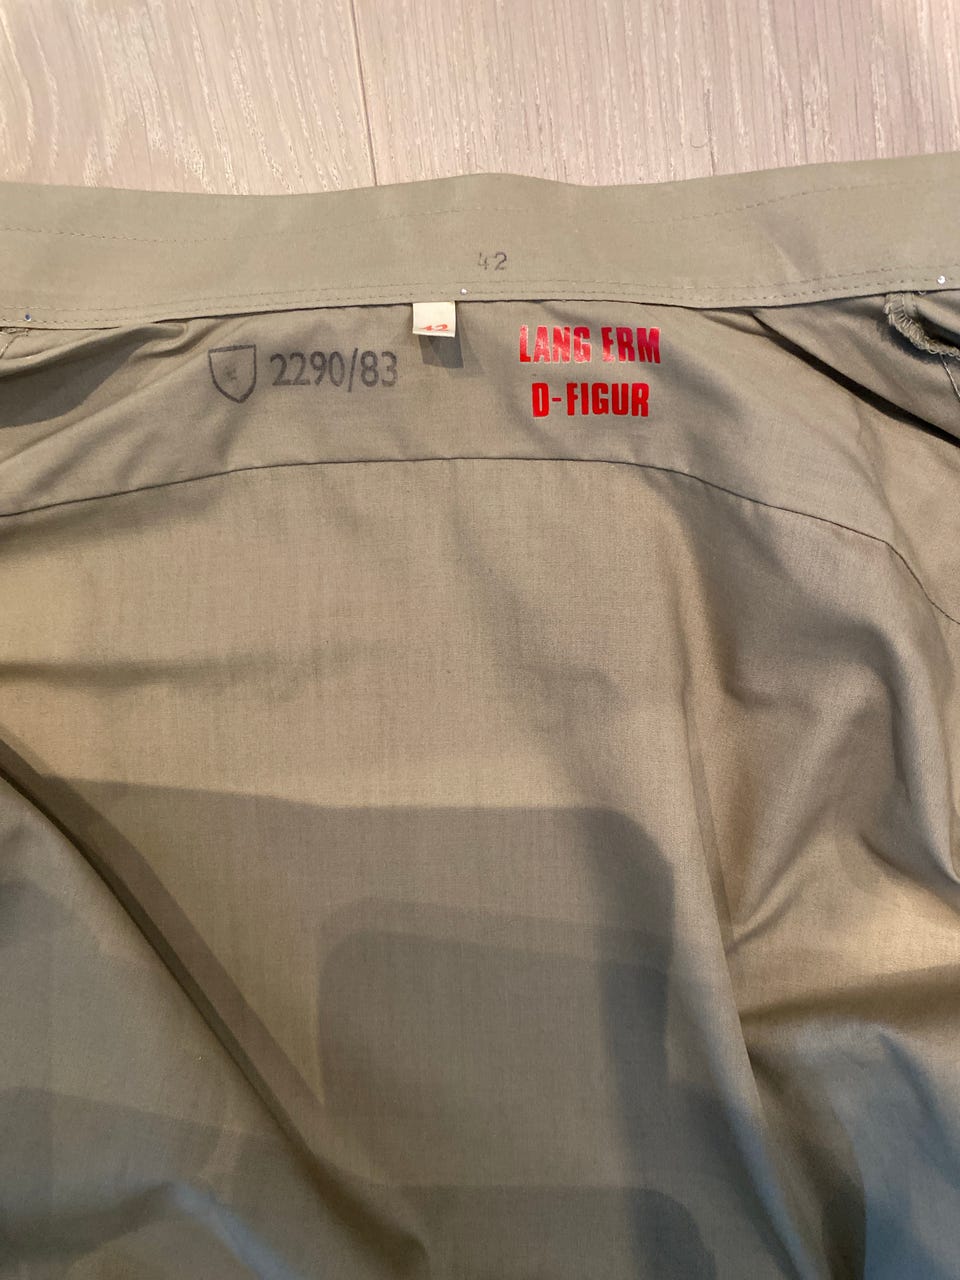 42
2290/83
LANG ERM
D-FIGUR